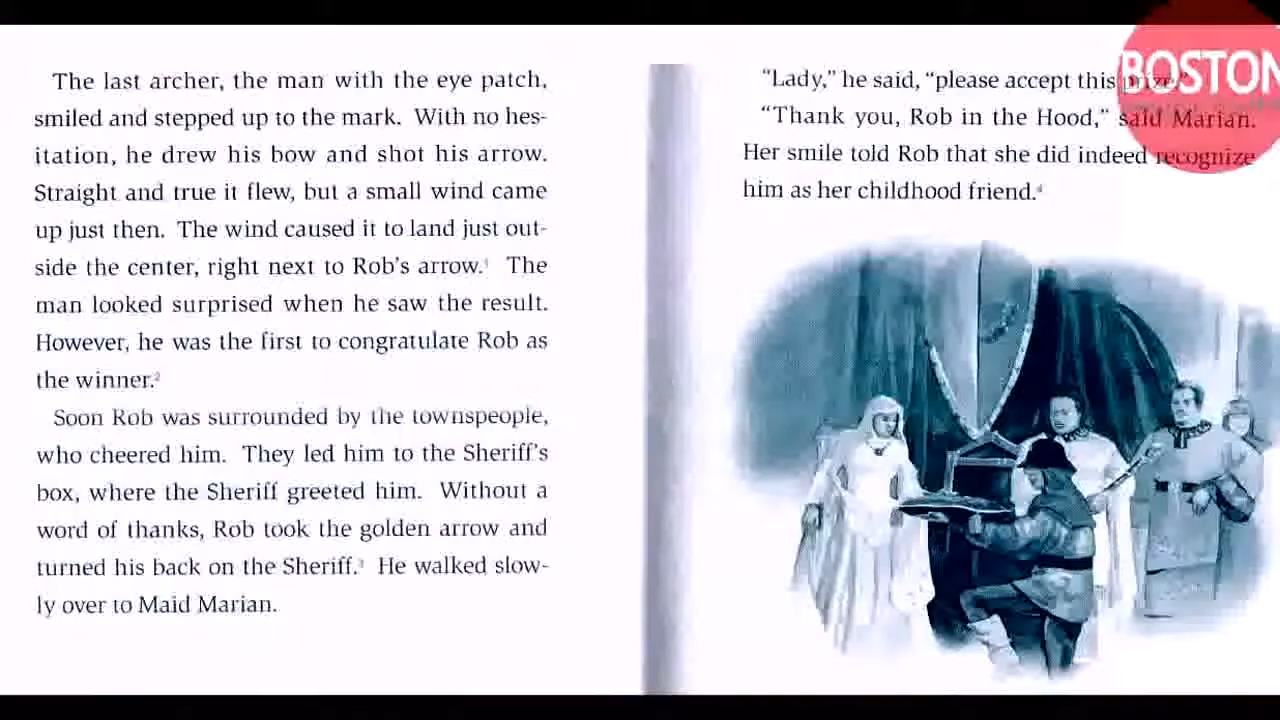 The last archer, the man with the eye patch,
smiled and stepped up to the mark. With no hes-
itation, he drew his bow and shot his arrow.
Straight and true it flew, but a small wind came
up just then. The wind caused it to land just out-
side the center, right next to Rob's arrow.¹ The
man looked surprised when he saw the result.
However, he was the first to congratulate Rob as
the winner.²
Soon Rob was surrounded by the townspeople,
who cheered him. They led him to the Sheriff's
box, where the Sheriff greeted him. Without a
word of thanks, Rob took the golden arrow and
turned his back on the Sheriff.³ He walked slow-
ly over to Maid Marian.
"Lady," he said, "please accept this prize."
"Thank you, Rob in the Hood," said Marian.
Her smile told Rob that she did indeed recognize
him as her childhood friend.⁴
BOSTON